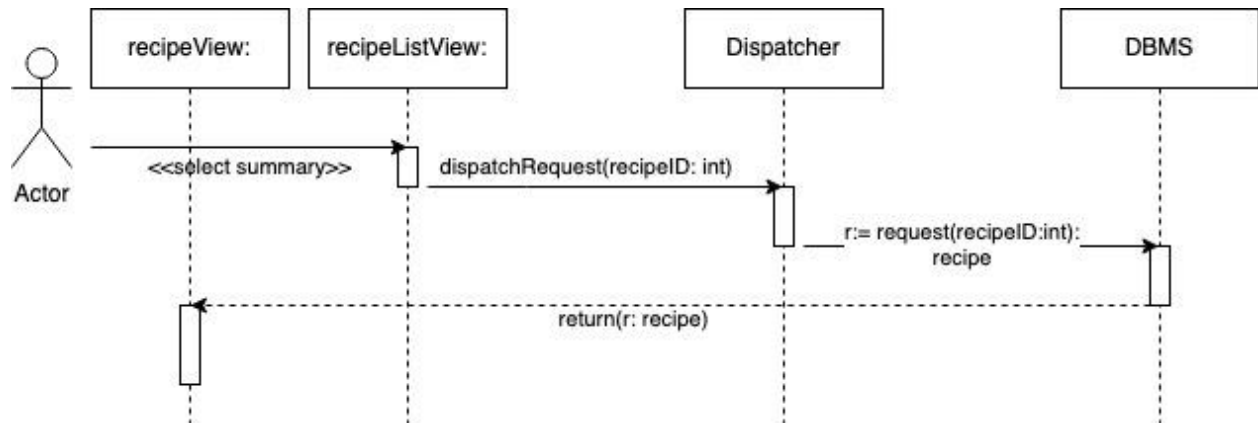 recipeView:
recipeListView:
Dispatcher
DBMS
Actor
<<select summary>>
dispatchRequest(recipeID: int)
r:= request(recipeID:int):
recipe
return(r: recipe)